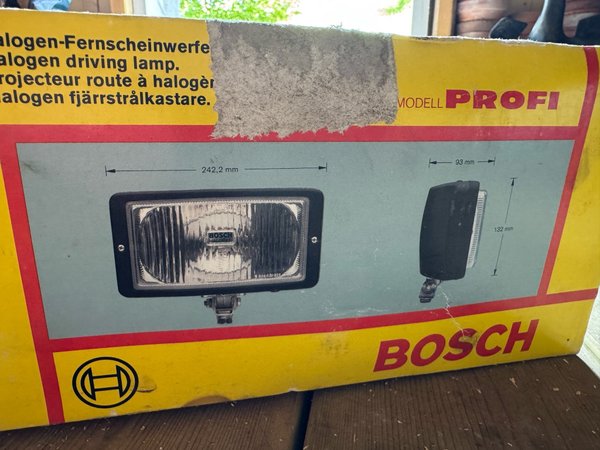 alogen-Fernscheinwerfe
alogen driving lamp.
rojecteur route à halogèn
alogen fjärrstrålkastare.
MODELL PROFI
242,2 mm
93 mm
BOSCH
132 mm
BOSCH